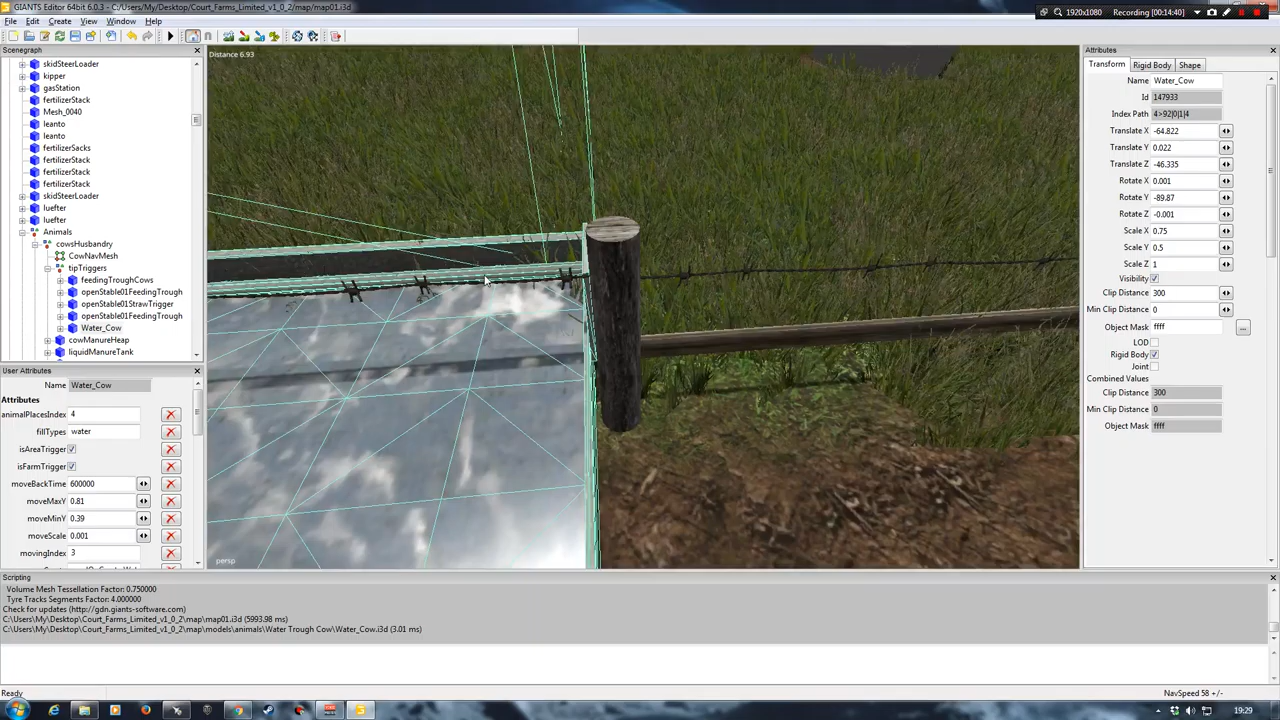 GIANTS Editor 64bit 6.0.3 - C:/Users/My/Desktop/Court_Farms_Limited_v1_0_2/map/map01.i3d
1920x1080
Recording [00:14:40]
File Edit Create View Window Help
Scenegraph
skidSteerLoader
kipper
gasStation
fertilizerStack
Mesh_0040
leanto
leanto
fertilizerSacks
fertilizerStack
fertilizerStack
fertilizerStack
skidSteerLoader
luefter
luefter
Animals
cowsHusbandry
CowNavMesh
tipTriggers
feedingTroughCows
openStable01FeedingTrough
openStable01StrawTrigger
openStable01FeedingTrough
Water_Cow
cowManureHeap
liquidManureTank
User Attributes
Name Water_Cow
Attributes
animalPlacesIndex 4
fillTypes water
isAreaTrigger
isFarmTrigger
moveBackTime 600000
moveMaxY 0.81
moveMinY 0.39
moveScale 0.001
movingIndex 3
Distance 6.93
persp
Attributes
Transform Rigid Body Shape
Name Water_Cow
Id 147933
Index Path 4>92|0|1|4
Translate X -64.822
Translate Y 0.022
Translate Z -46.335
Rotate X 0.001
Rotate Y -89.87
Rotate Z -0.001
Scale X 0.75
Scale Y 0.5
Scale Z 1
Visibility
Clip Distance 300
Min Clip Distance 0
Object Mask ffff ...
LOD
Rigid Body
Joint
Combined Values
Clip Distance 300
Min Clip Distance 0
Object Mask ffff
Scripting
Volume Mesh Tessellation Factor: 0.750000
Tyre Tracks Segments Factor: 4.000000
Check for updates (http://gdn.giants-software.com)
C:\Users\My\Desktop\Court_Farms_Limited_v1_0_2\map\map01.i3d (5993.98 ms)
C:\Users\My\Desktop\Court_Farms_Limited_v1_0_2\map\models\animals\Water Trough Cow\Water_Cow.i3d (3.01 ms)
Ready
NavSpeed 58 +/-
19:29